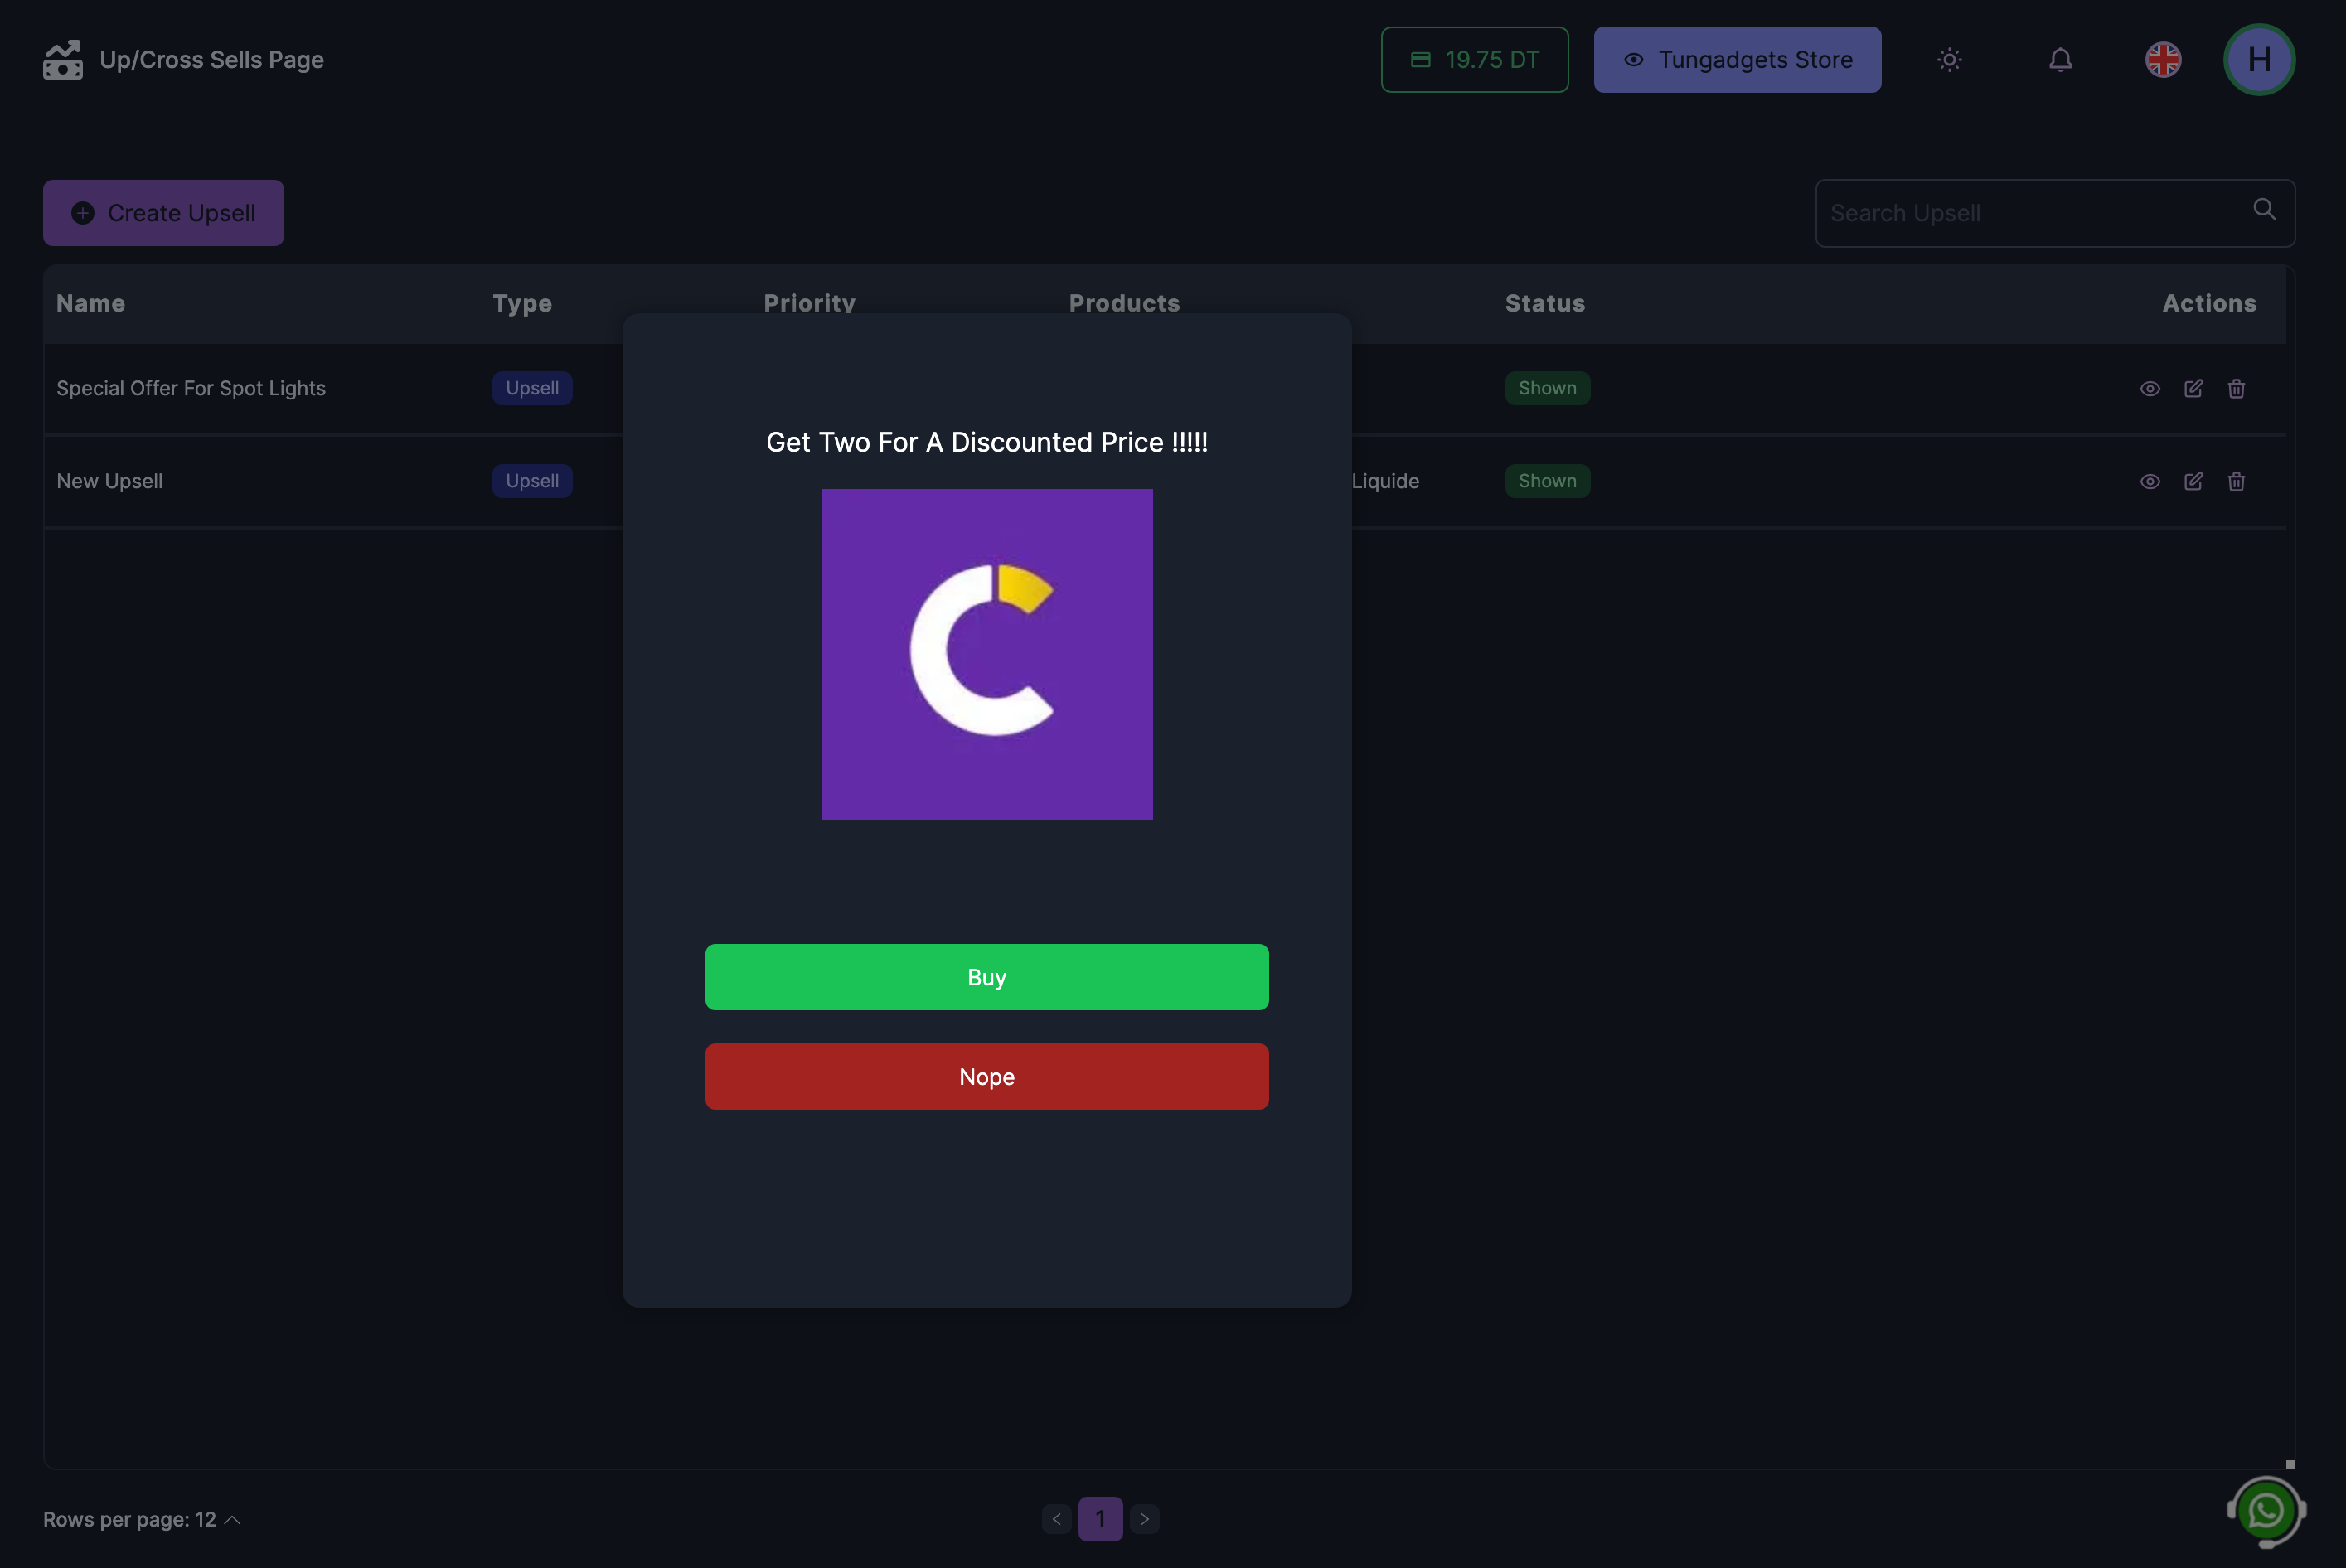 Up/Cross Sells Page
19.75 DT
Tungadgets Store
H
Create Upsell
Search Upsell
Name Type Priority Products Status Actions
Special Offer For Spot Lights Upsell Shown
New Upsell Upsell Liquide Shown
Get Two For A Discounted Price !!!!!
C
Buy
Nope
Rows per page: 12
< 1 >